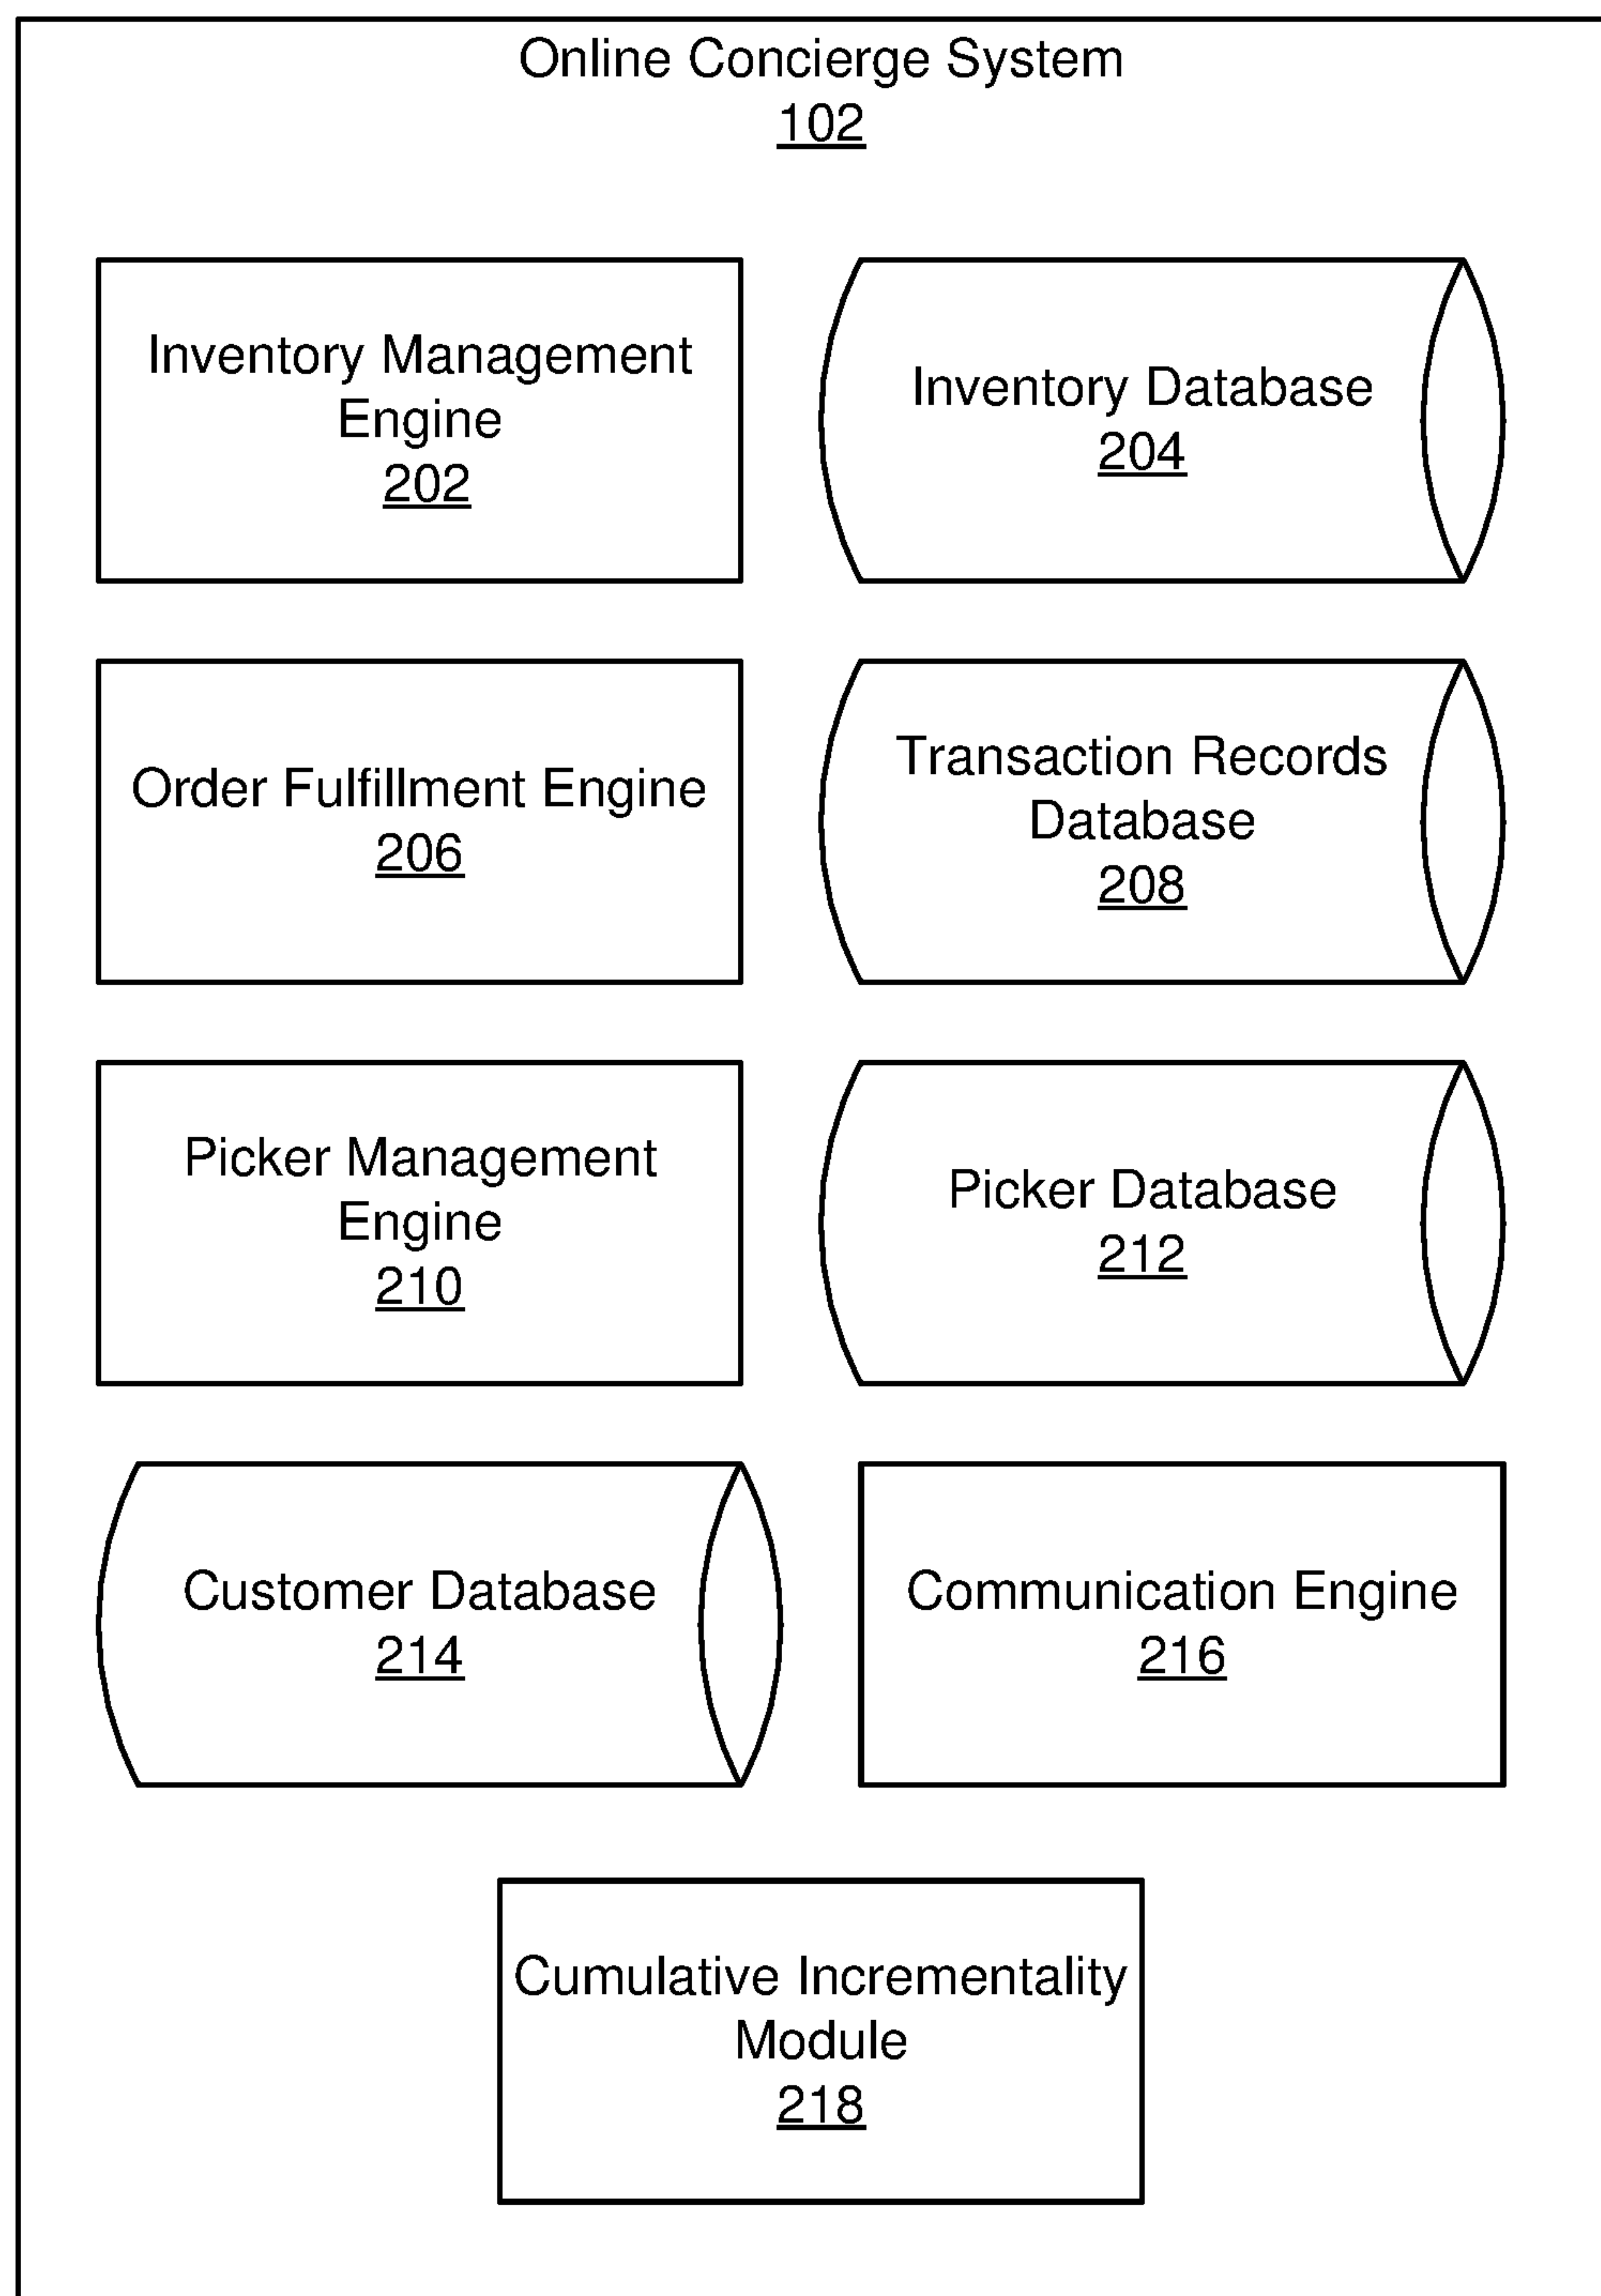 Online Concierge System
102
Inventory Management
Engine
202
Inventory Database
204
Order Fulfillment Engine
206
Transaction Records
Database
208
Picker Management
Engine
210
Picker Database
212
Customer Database
214
Communication Engine
216
Cumulative Incrementality
Module
218